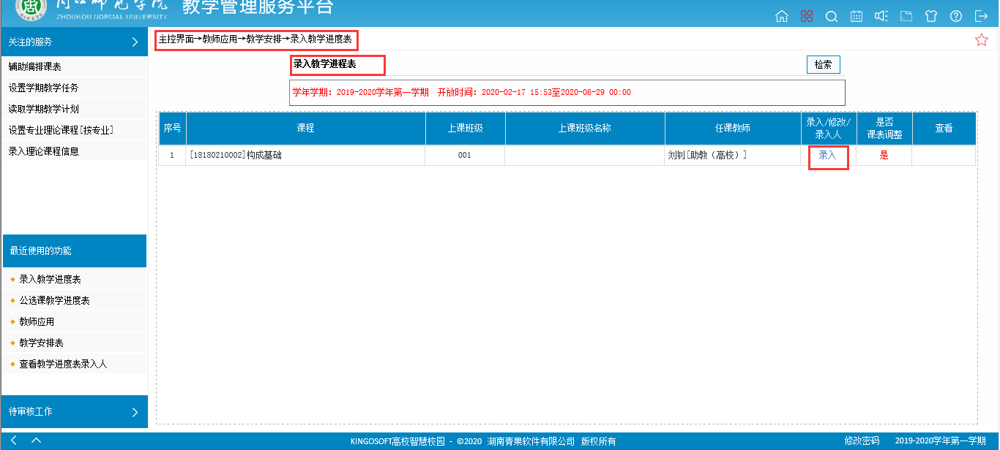 ZHOUKOU NORMAL UNIVERSITY
教学管理服务平台
关注的服务
主控界面→教师应用→教学安排→录入教学进度表
辅助编排课表
设置学期教学任务
读取学期教学计划
设置专业理论课程[按专业]
录入理论课程信息
录入教学进程表
检索
学年学期：2019-2020学年第一学期 开放时间：2020-02-17 15:53至2020-06-29 00:00
序号 课程 上课班级 上课班级名称 任课教师 录入/修改/ 是否 查看
录入人 课表调整
1 [18180210002]构成基础 001 刘钊[助教（高校）] 录入 是
最近使用的功能
录入教学进度表
公选课教学进度表
教师应用
教学安排表
查看教学进度表录入人
待审核工作
KINGOSOFT高校智慧校园 - ©2020 湖南青果软件有限公司 版权所有
修改密码 2019-2020学年第一学期